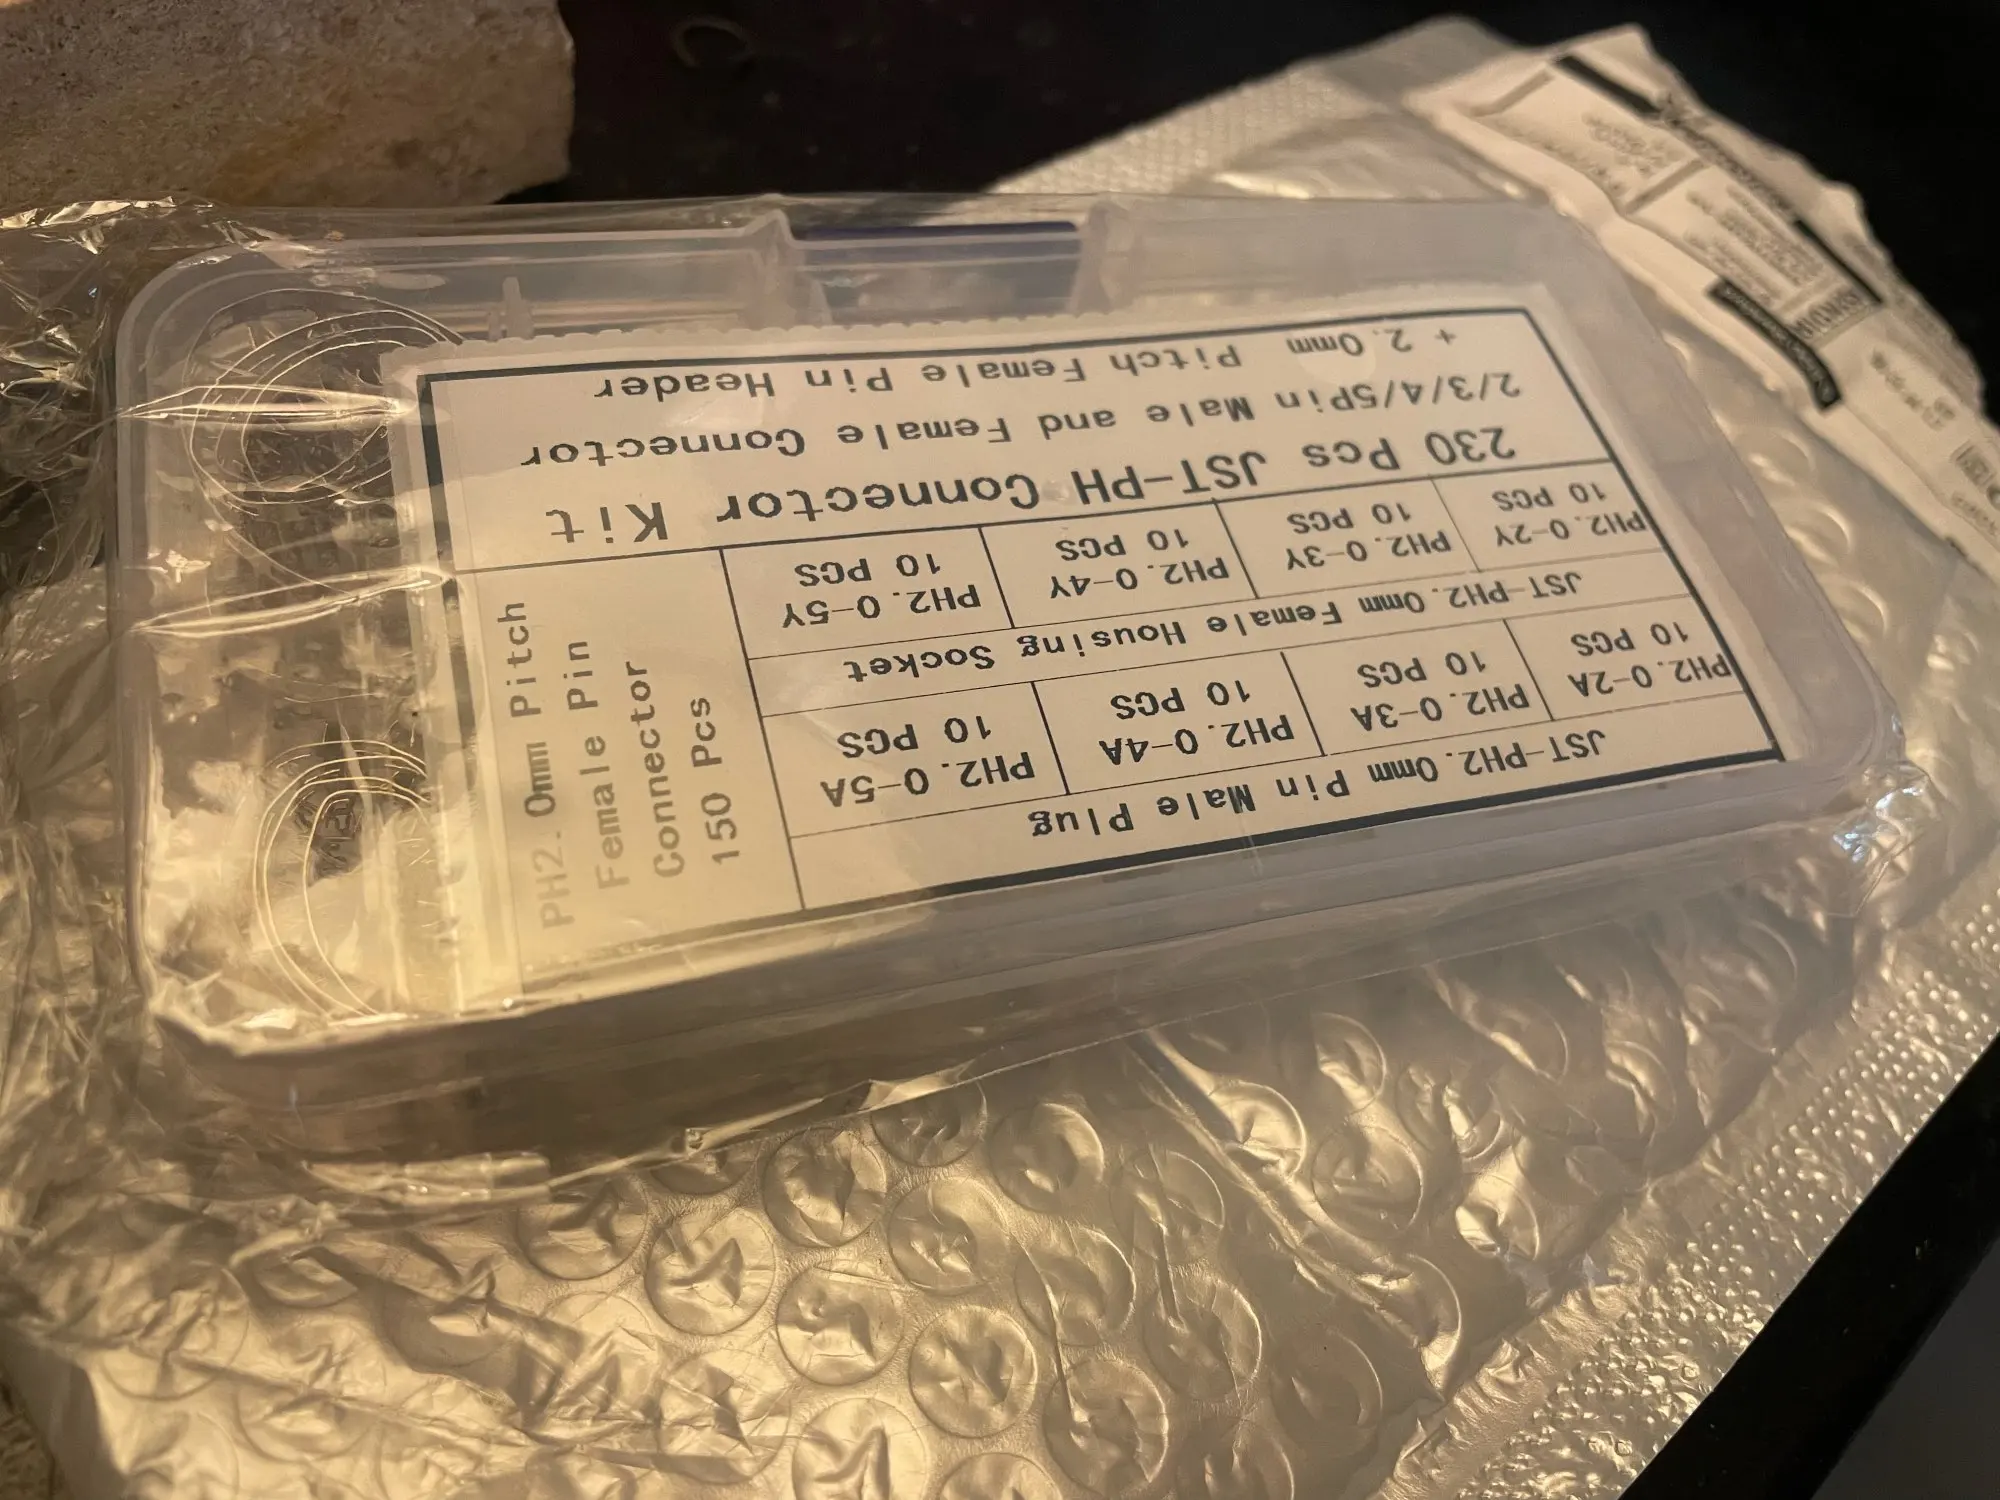 230 Pcs JST-PH Connector Kit
2/3/4/5Pin Male and Female Connector
+ 2.0mm Pitch Female Pin Header
PH2.0-2Y
10 PCS
PH2.0-3Y
10 PCS
PH2.0-4Y
10 PCS
PH2.0-5Y
10 PCS
JST-PH2.0mm Female Housing Socket
PH2.0-2A
10 PCS
PH2.0-3A
10 PCS
PH2.0-4A
10 PCS
PH2.0-5A
10 PCS
JST-PH2.0mm Pin Male Plug
PH2.0mm Pitch
Female Pin
Connector
150 Pcs